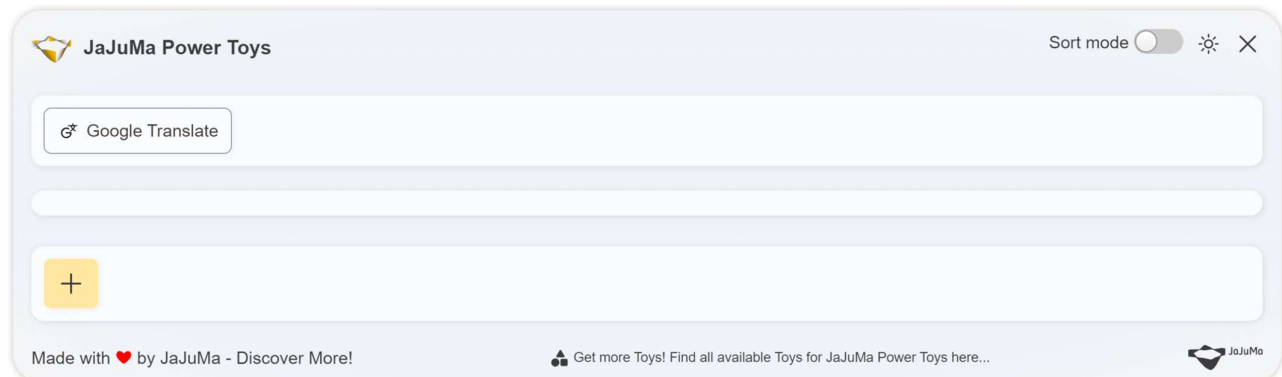 JaJuMa Power Toys
Sort mode
Google Translate
Made with ❤ by JaJuMa - Discover More!
Get more Toys! Find all available Toys for JaJuMa Power Toys here...
JaJuMa